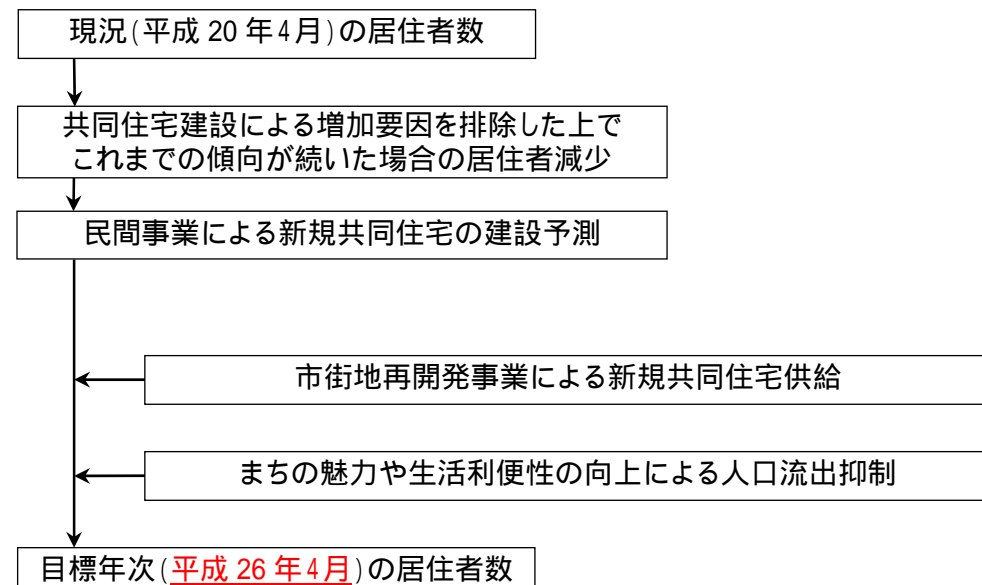 現況(平成 20 年4月)の居住者数
共同住宅建設による増加要因を排除した上で
これまでの傾向が続いた場合の居住者減少
民間事業による新規共同住宅の建設予測
市街地再開発事業による新規共同住宅供給
まちの魅力や生活利便性の向上による人口流出抑制
目標年次(平成 26 年4月)の居住者数